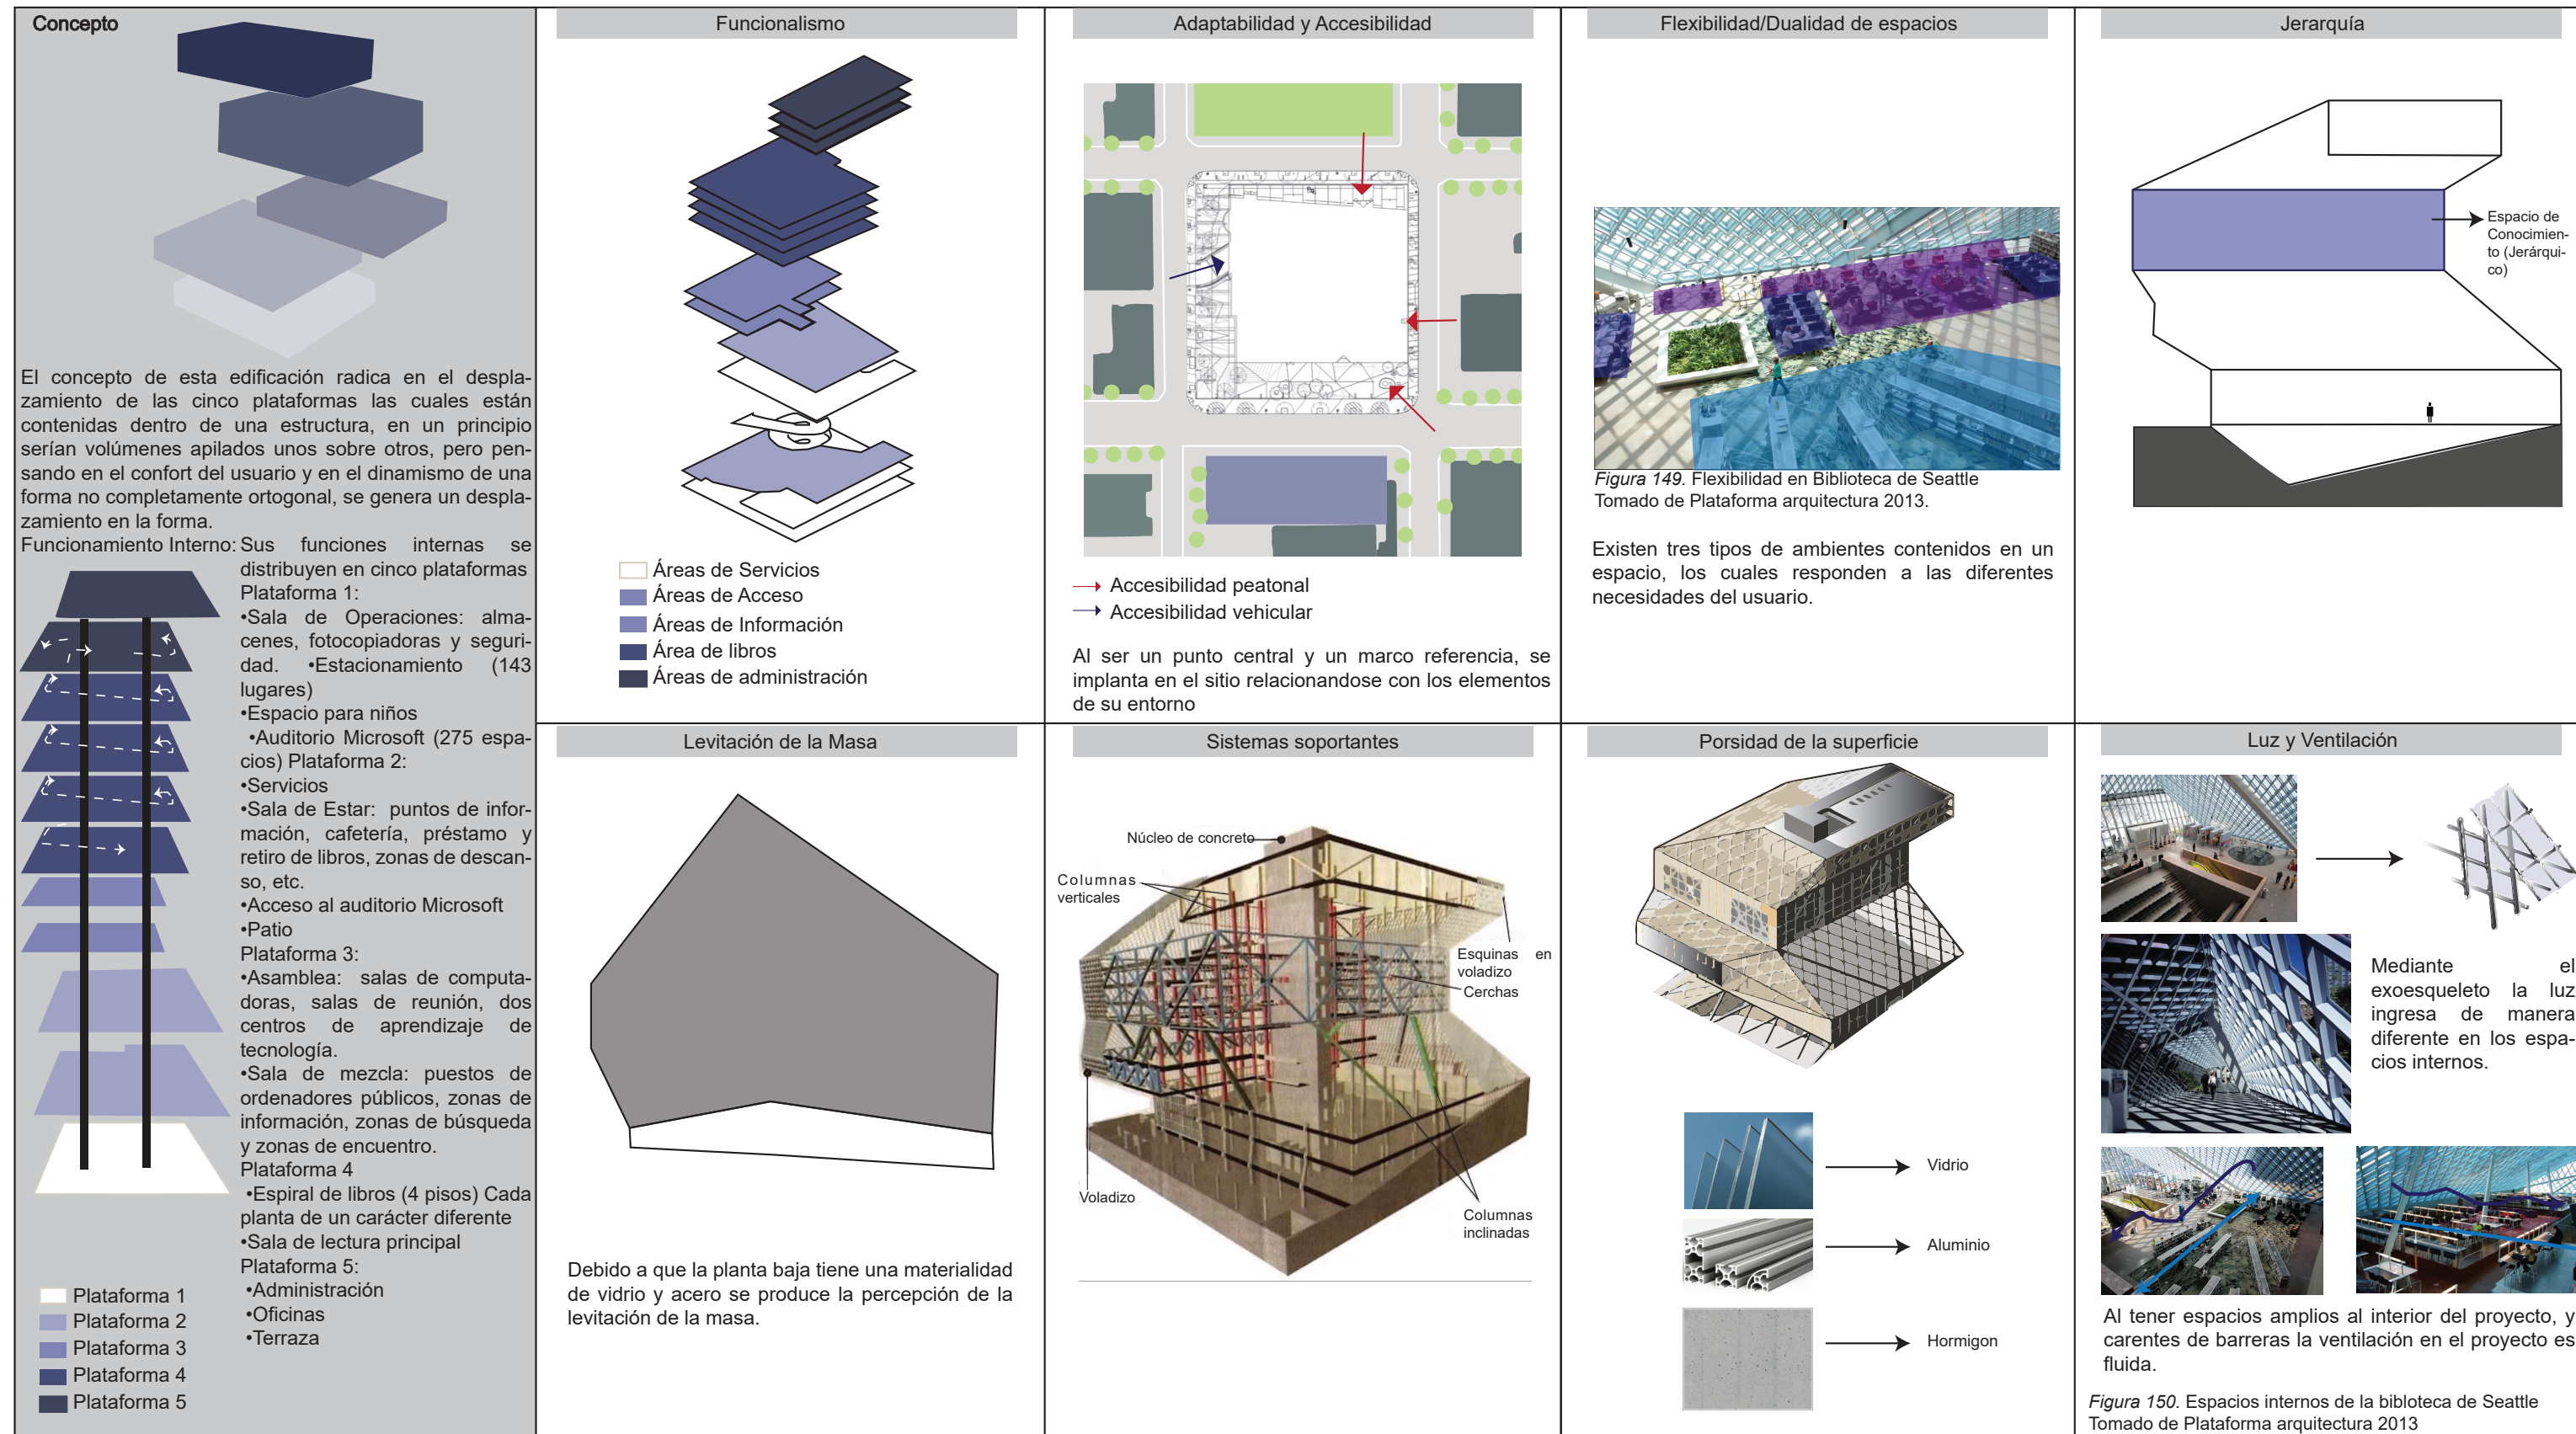 Concepto
El concepto de esta edificación radica en el despla-
zamiento de las cinco plataformas las cuales están
contenidas dentro de una estructura, en un principio
serían volúmenes apilados unos sobre otros, pero pen-
sando en el confort del usuario y en el dinamismo de una
forma no completamente ortogonal, se genera un despla-
zamiento en la forma.
Funcionamiento Interno: Sus funciones internas se
distribuyen en cinco plataformas
Plataforma 1:
•Sala de Operaciones: alma-
cenes, fotocopiadoras y seguri-
dad. •Estacionamiento (143
lugares)
•Espacio para niños
•Auditorio Microsoft (275 espa-
cios) Plataforma 2:
•Servicios
•Sala de Estar: puntos de infor-
mación, cafetería, préstamo y
retiro de libros, zonas de descan-
so, etc.
•Acceso al auditorio Microsoft
•Patio
Plataforma 3:
•Asamblea: salas de computa-
doras, salas de reunión, dos
centros de aprendizaje de
tecnología.
•Sala de mezcla: puestos de
ordenadores públicos, zonas de
información, zonas de búsqueda
y zonas de encuentro.
Plataforma 4
•Espiral de libros (4 pisos) Cada
planta de un carácter diferente
•Sala de lectura principal
Plataforma 5:
•Administración
•Oficinas
•Terraza
Plataforma 1
Plataforma 2
Plataforma 3
Plataforma 4
Plataforma 5
Funcionalismo
Áreas de Servicios
Áreas de Acceso
Áreas de Información
Área de libros
Áreas de administración
Adaptabilidad y Accesibilidad
Accesibilidad peatonal
Accesibilidad vehicular
Al ser un punto central y un marco referencia, se
implanta en el sitio relacionandose con los elementos
de su entorno
Flexibilidad/Dualidad de espacios
Figura 149. Flexibilidad en Biblioteca de Seattle
Tomado de Plataforma arquitectura 2013.
Existen tres tipos de ambientes contenidos en un
espacio, los cuales responden a las diferentes
necesidades del usuario.
Jerarquía
Espacio de
Conocimien-
to (Jerárqui-
co)
Levitación de la Masa
Debido a que la planta baja tiene una materialidad
de vidrio y acero se produce la percepción de la
levitación de la masa.
Sistemas soportantes
Núcleo de concreto
Columnas
verticales
Esquinas en
voladizo
Cerchas
Voladizo
Columnas
inclinadas
Porsidad de la superficie
Vidrio
Aluminio
Hormigon
Luz y Ventilación
Mediante el
exoesqueleto la luz
ingresa de manera
diferente en los espa-
cios internos.
Al tener espacios amplios al interior del proyecto, y
carentes de barreras la ventilación en el proyecto es
fluida.
Figura 150. Espacios internos de la bibloteca de Seattle
Tomado de Plataforma arquitectura 2013